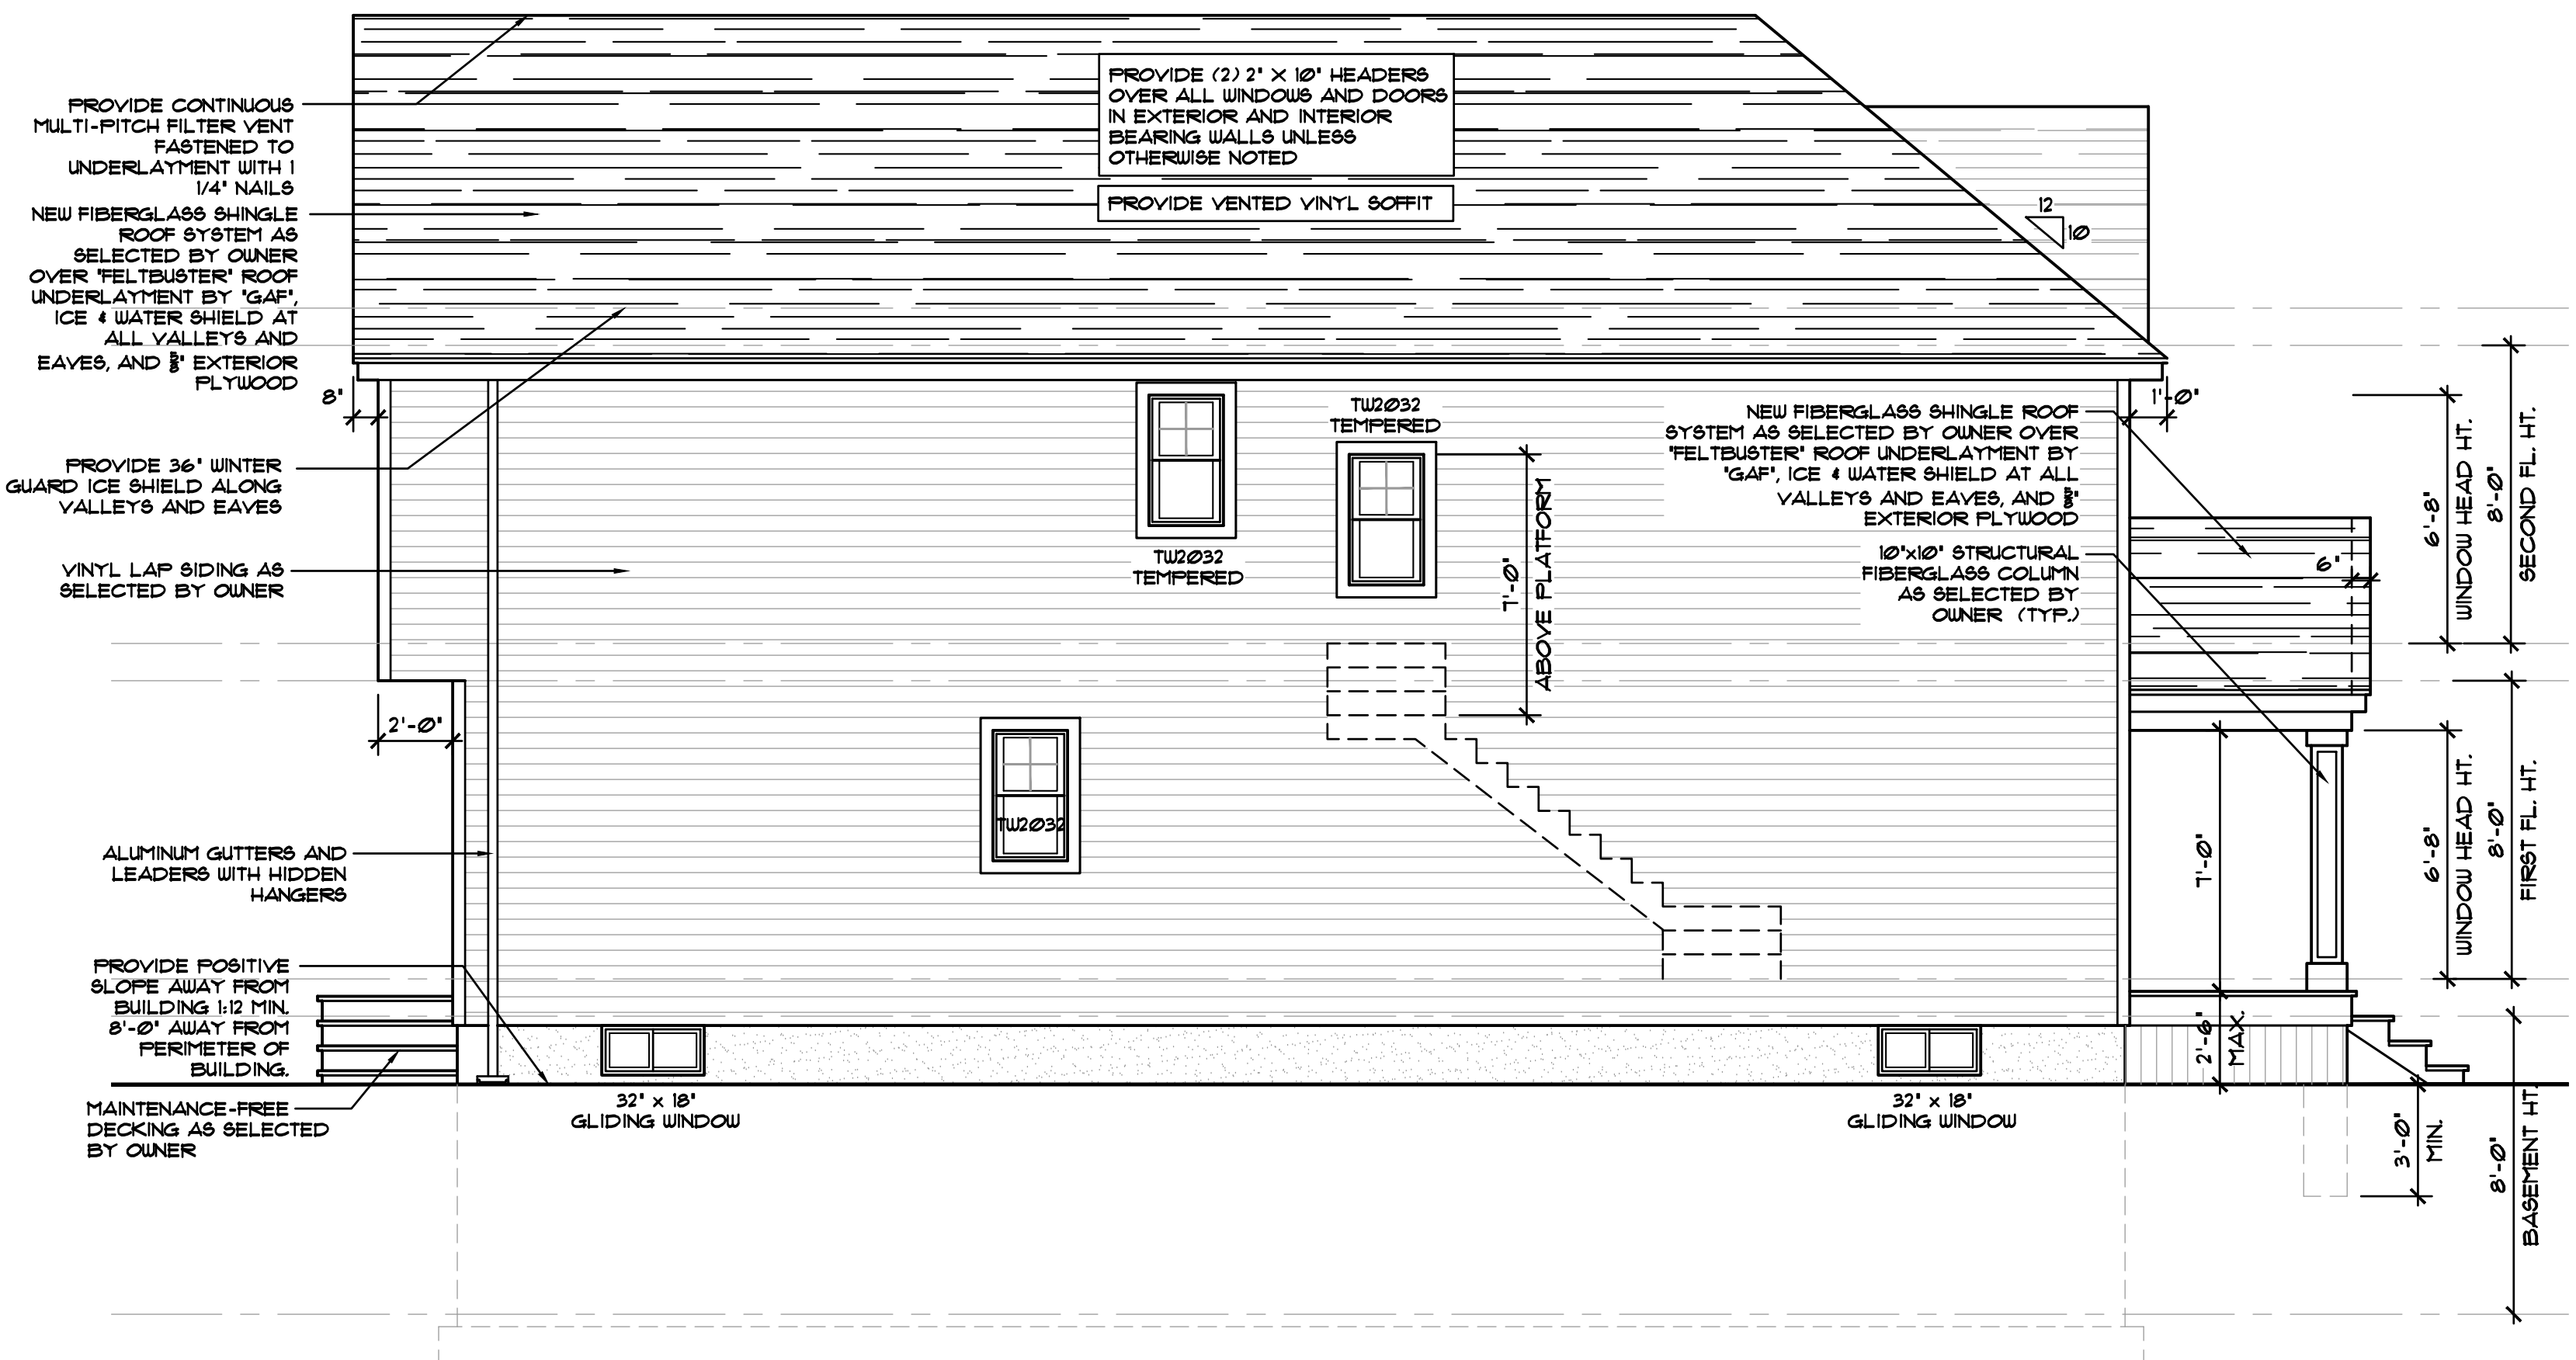 PROVIDE CONTINUOUS
MULTI-PITCH FILTER VENT
FASTENED TO
UNDERLAYMENT WITH 1
1/4" NAILS
NEW FIBERGLASS SHINGLE
ROOF SYSTEM AS
SELECTED BY OWNER
OVER "FELTBUSTER" ROOF
UNDERLAYMENT BY "GAF",
ICE & WATER SHIELD AT
ALL VALLEYS AND
EAVES, AND 5/8" EXTERIOR
PLYWOOD
8"
PROVIDE 36" WINTER
GUARD ICE SHIELD ALONG
VALLEYS AND EAVES
VINYL LAP SIDING AS
SELECTED BY OWNER
2'-0"
ALUMINUM GUTTERS AND
LEADERS WITH HIDDEN
HANGERS
PROVIDE POSITIVE
SLOPE AWAY FROM
BUILDING 1:12 MIN.
8'-0" AWAY FROM
PERIMETER OF
BUILDING.
MAINTENANCE-FREE
DECKING AS SELECTED
BY OWNER
PROVIDE (2) 2" X 10" HEADERS
OVER ALL WINDOWS AND DOORS
IN EXTERIOR AND INTERIOR
BEARING WALLS UNLESS
OTHERWISE NOTED
PROVIDE VENTED VINYL SOFFIT
12
10
TW2032
TEMPERED
TW2032
TEMPERED
7'-0"
ABOVE PLATFORM
TW2032
32" x 18"
GLIDING WINDOW
32" x 18"
GLIDING WINDOW
NEW FIBERGLASS SHINGLE ROOF
SYSTEM AS SELECTED BY OWNER OVER
"FELTBUSTER" ROOF UNDERLAYMENT BY
"GAF", ICE & WATER SHIELD AT ALL
VALLEYS AND EAVES, AND 5/8"
EXTERIOR PLYWOOD
10"x10" STRUCTURAL
FIBERGLASS COLUMN
AS SELECTED BY
OWNER (TYP.)
1'-0"
6"
6'-8"
WINDOW HEAD HT.
8'-0"
SECOND FL. HT.
7'-0"
6'-8"
WINDOW HEAD HT.
8'-0"
FIRST FL. HT.
2'-6"
MAX.
3'-0"
MIN.
8'-0"
BASEMENT HT.